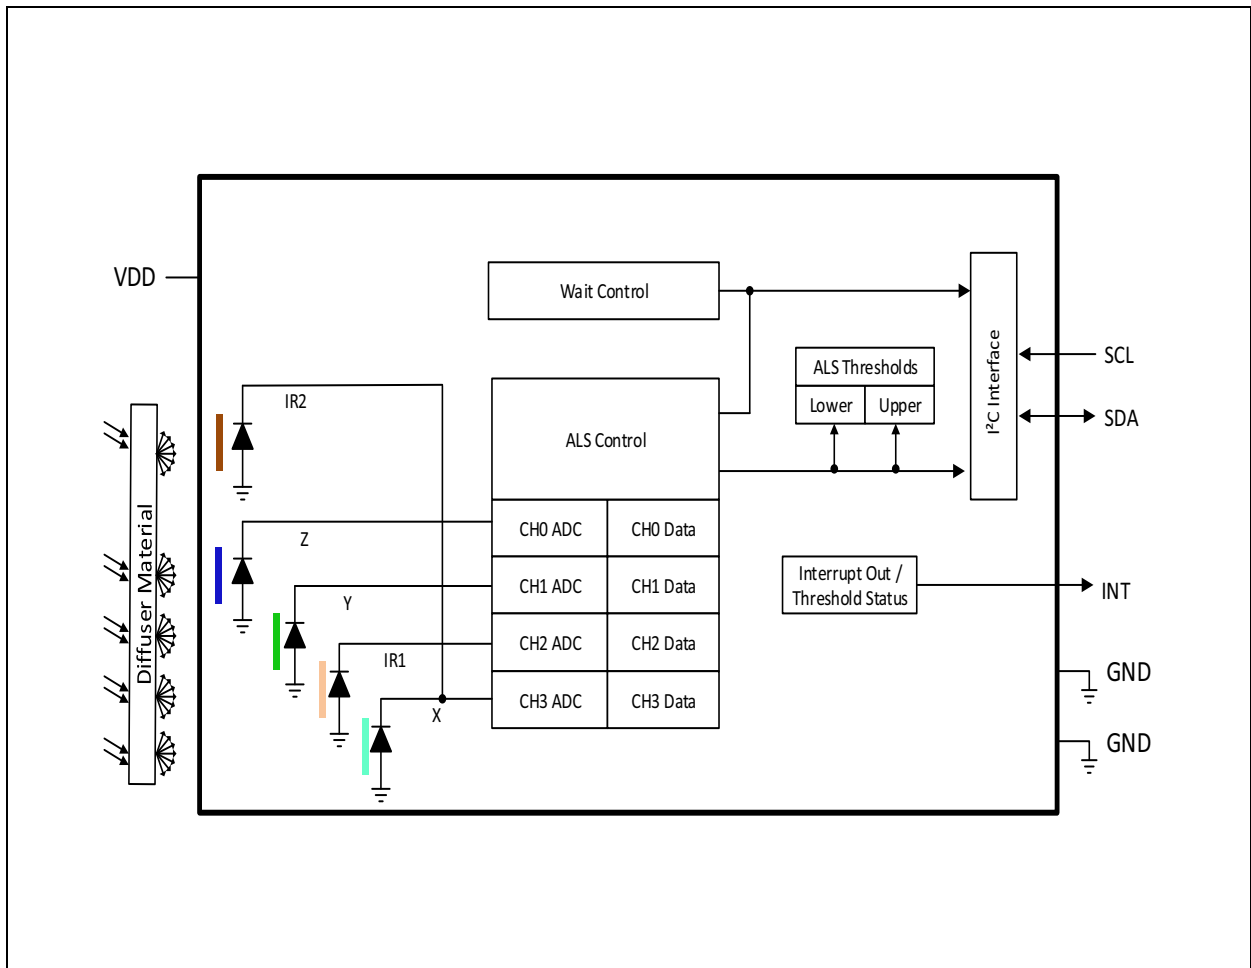 VDD
Wait Control
SCL
ALS Thresholds
Lower
Upper
I²C Interface
IR2
SDA
ALS Control
Diffuser Material
Z
CH0 ADC
CH0 Data
Y
CH1 ADC
CH1 Data
Interrupt Out /
Threshold Status
INT
IR1
CH2 ADC
CH2 Data
GND
X
CH3 ADC
CH3 Data
GND